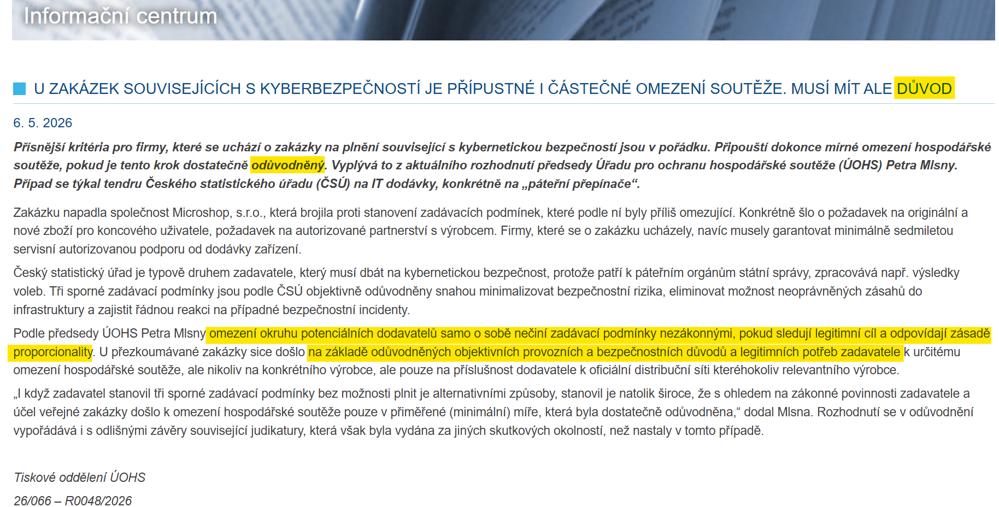 Informační centrum
U ZAKÁZEK SOUVISEJÍCÍCH S KYBERBEZPEČNOSTÍ JE PŘÍPUSTNÉ I ČÁSTEČNÉ OMEZENÍ SOUTĚŽE. MUSÍ MÍT ALE DŮVOD
6. 5. 2026
Přísnější kritéria pro firmy, které se uchází o zakázky na plnění související s kybernetickou bezpečností jsou v pořádku. Připouští dokonce mírné omezení hospodářské
soutěže, pokud je tento krok dostatečně odůvodněný. Vyplývá to z aktuálního rozhodnutí předsedy Úřadu pro ochranu hospodářské soutěže (ÚOHS) Petra Mlsny.
Případ se týkal tendru Českého statistického úřadu (ČSÚ) na IT dodávky, konkrétně na „páteřní přepínače“.
Zakázku napadla společnost Microshop, s.r.o., která brojila proti stanovení zadávacích podmínek, které podle ní byly příliš omezující. Konkrétně šlo o požadavek na originální a
nové zboží pro koncového uživatele, požadavek na autorizované partnerství s výrobcem. Firmy, které se o zakázku ucházely, navíc musely garantovat minimálně sedmiletou
servisní autorizovanou podporu od dodávky zařízení.
Český statistický úřad je typově druhem zadavatele, který musí dbát na kybernetickou bezpečnost, protože patří k páteřním orgánům státní správy, zpracovává např. výsledky
voleb. Tři sporné zadávací podmínky jsou podle ČSÚ objektivně odůvodněny snahou minimalizovat bezpečnostní rizika, eliminovat možnost neoprávněných zásahů do
infrastruktury a zajistit řádnou reakci na případné bezpečnostní incidenty.
Podle předsedy ÚOHS Petra Mlsny omezení okruhu potenciálních dodavatelů samo o sobě nečiní zadávací podmínky nezákonnými, pokud sledují legitimní cíl a odpovídají zásadě
proporcionality. U přezkoumávané zakázky sice došlo na základě odůvodněných objektivních provozních a bezpečnostních důvodů a legitimních potřeb zadavatele k určitému
omezení hospodářské soutěže, ale nikoliv na konkrétního výrobce, ale pouze na příslušnost dodavatele k oficiální distribuční síti kteréhokoliv relevantního výrobce.
„I když zadavatel stanovil tři sporné zadávací podmínky bez možnosti plnit je alternativními způsoby, stanovil je natolik široce, že s ohledem na zákonné povinnosti zadavatele a
účel veřejné zakázky došlo k omezení hospodářské soutěže pouze v přiměřené (minimální) míře, která byla dostatečně odůvodněna,“ dodal Mlsna. Rozhodnutí se v odůvodnění
vypořádává i s odlišnými závěry související judikatury, která však byla vydána za jiných skutkových okolností, než nastaly v tomto případě.
Tiskové oddělení ÚOHS
26/066 – R0048/2026